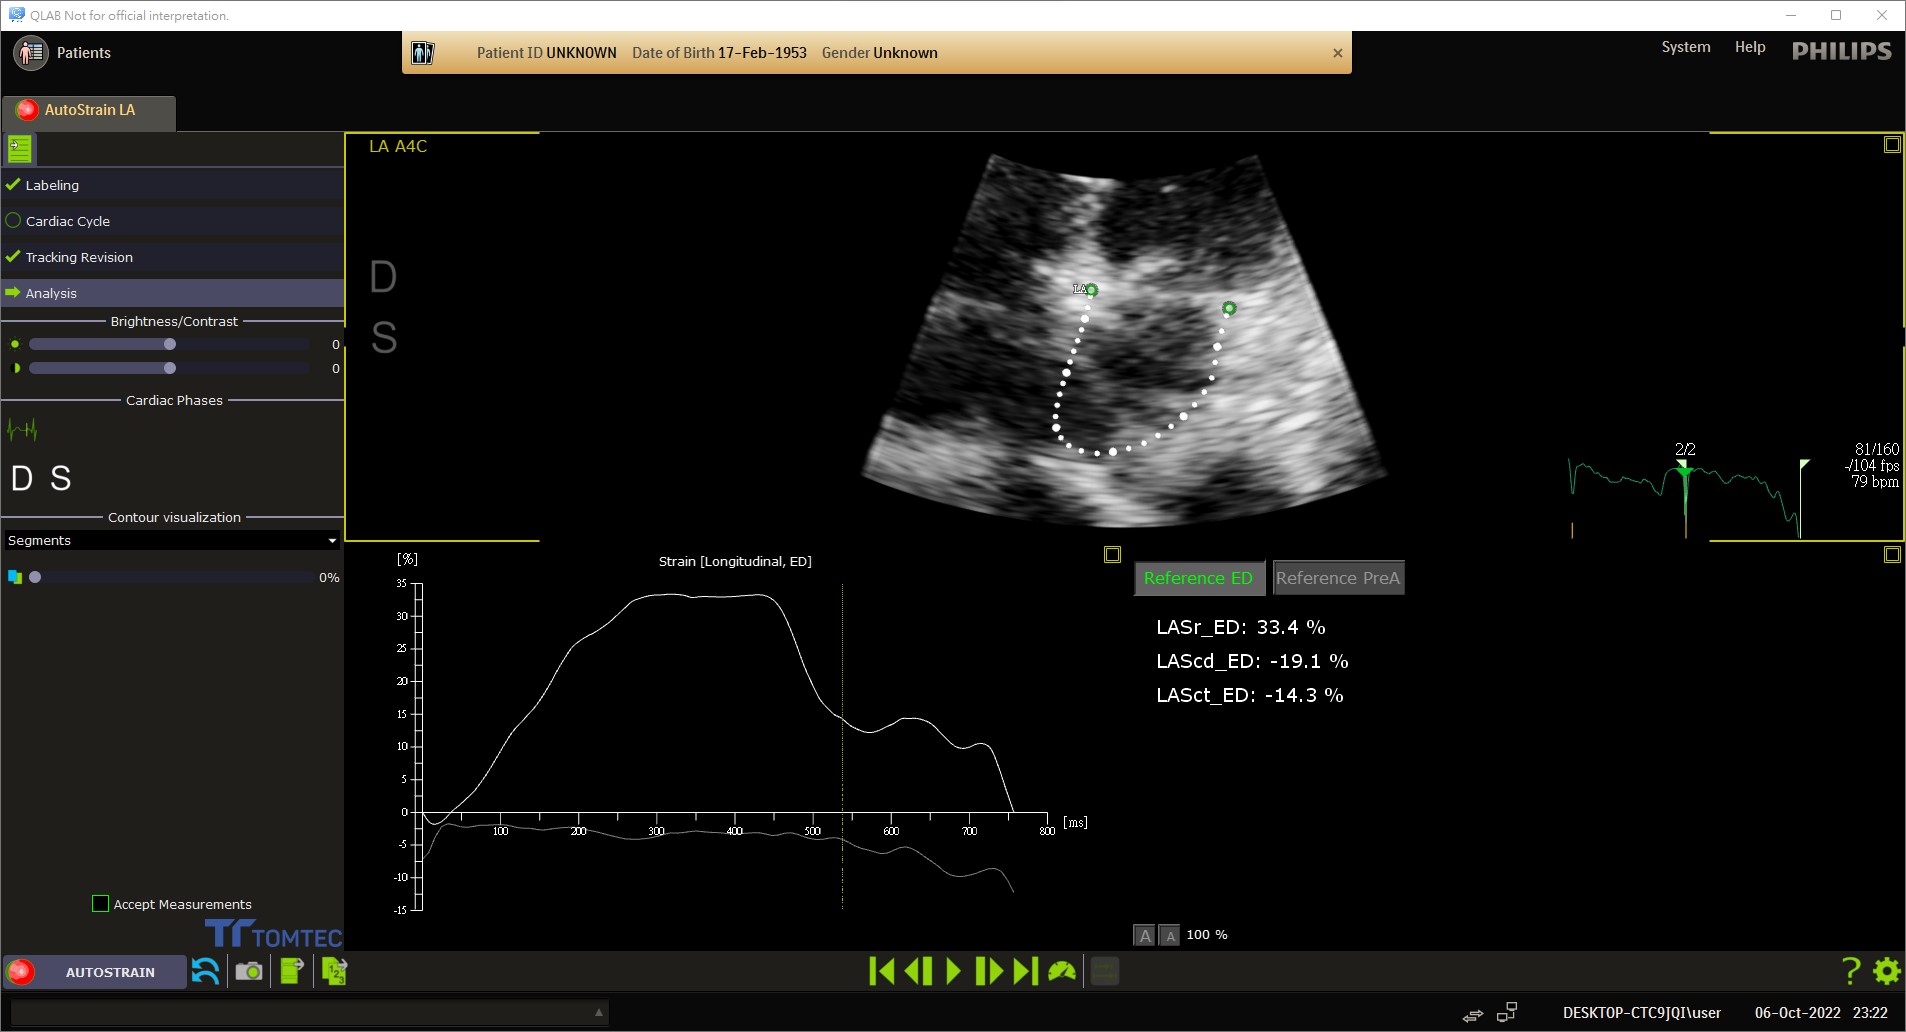 QLAB Not for official interpretation.
Patients
Patient ID UNKNOWN Date of Birth 17-Feb-1953 Gender Unknown
System Help PHILIPS
AutoStrain LA
Labeling
Cardiac Cycle
Tracking Revision
Analysis
Brightness/Contrast
0
0
Cardiac Phases
D S
Contour visualization
Segments
0%
Accept Measurements
TOMTEC
AUTOSTRAIN
LA A4C
D
S
LA
2/2
81/160
-/104 fps
79 bpm
[%]
Strain [Longitudinal, ED]
35
30
25
20
15
10
5
0
-5
-10
-15
100 200 300 400 500 600 700 800 [ms]
Reference ED Reference PreA
LASr_ED: 33.4 %
LAScd_ED: -19.1 %
LASct_ED: -14.3 %
A A 100 %
1 2 3
?
DESKTOP-CTC9JQI\user 06-Oct-2022 23:22